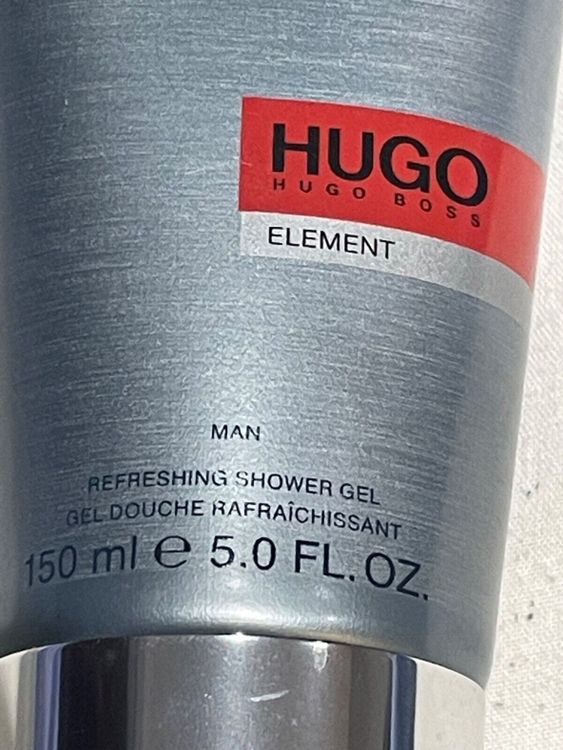 HUGO
HUGO BOSS
ELEMENT
MAN
REFRESHING SHOWER GEL
GEL DOUCHE RAFRAÎCHISSANT
150 ml ℮ 5.0 FL. OZ.